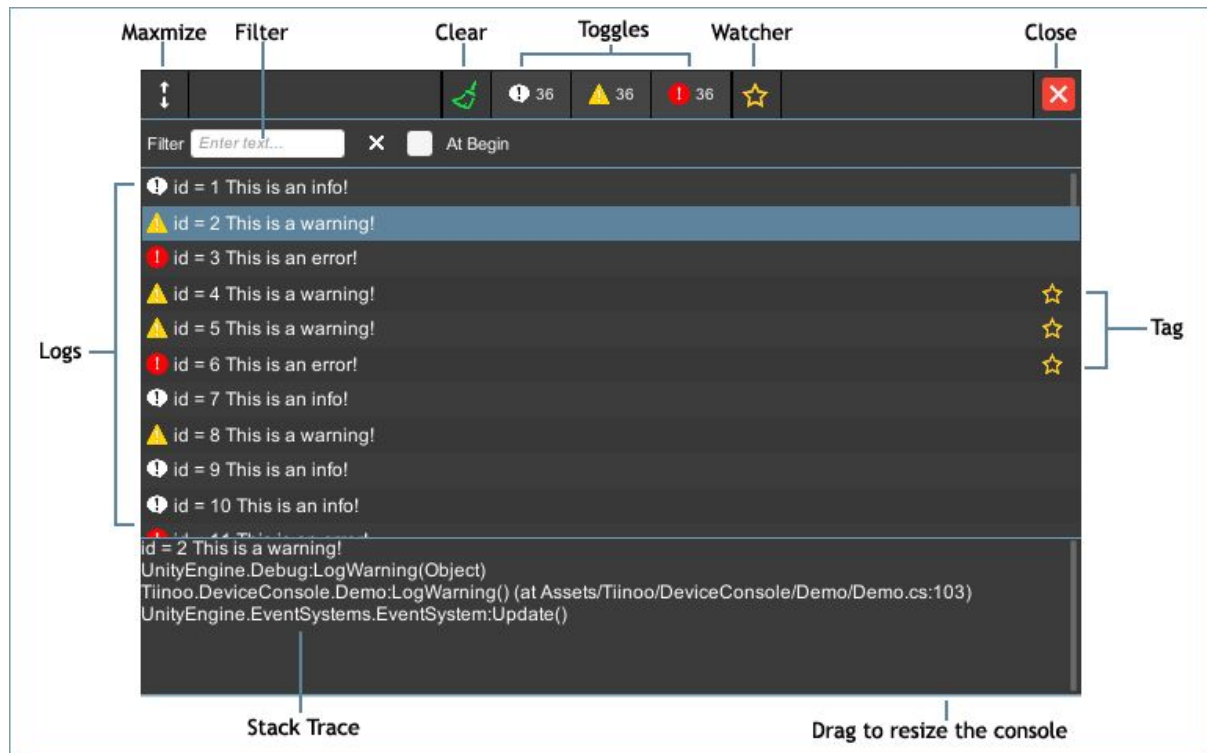 Maxmize Filter Clear Toggles Watcher Close
36 36 36
Filter Enter text... At Begin
id = 1 This is an info!
id = 2 This is a warning!
id = 3 This is an error!
id = 4 This is a warning!
id = 5 This is a warning!
Tag
Logs
id = 6 This is an error!
id = 7 This is an info!
id = 8 This is a warning!
id = 9 This is an info!
id = 10 This is an info!
id = 2 This is a warning!
UnityEngine.Debug:LogWarning(Object)
Tiinoo.DeviceConsole.Demo:LogWarning() (at Assets/Tiinoo/DeviceConsole/Demo/Demo.cs:103)
UnityEngine.EventSystems.EventSystem:Update()
Stack Trace Drag to resize the console